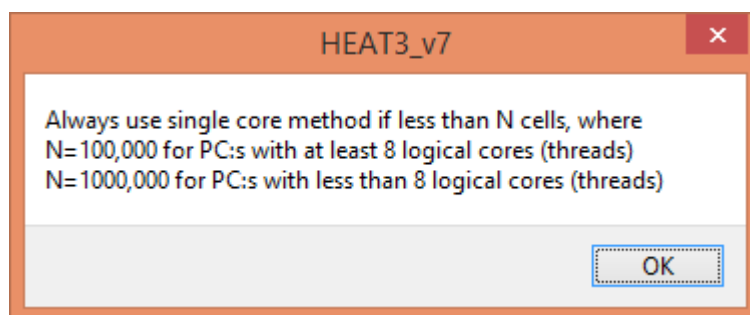 HEAT3_v7
Always use single core method if less than N cells, where
N=100,000 for PC:s with at least 8 logical cores (threads)
N=1000,000 for PC:s with less than 8 logical cores (threads)
OK